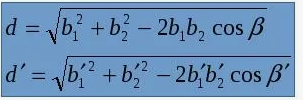 d = √(b₁² + b₂² − 2b₁b₂ cos β)
d′ = √(b₁′² + b₂′² − 2b₁′b₂′ cos β′)